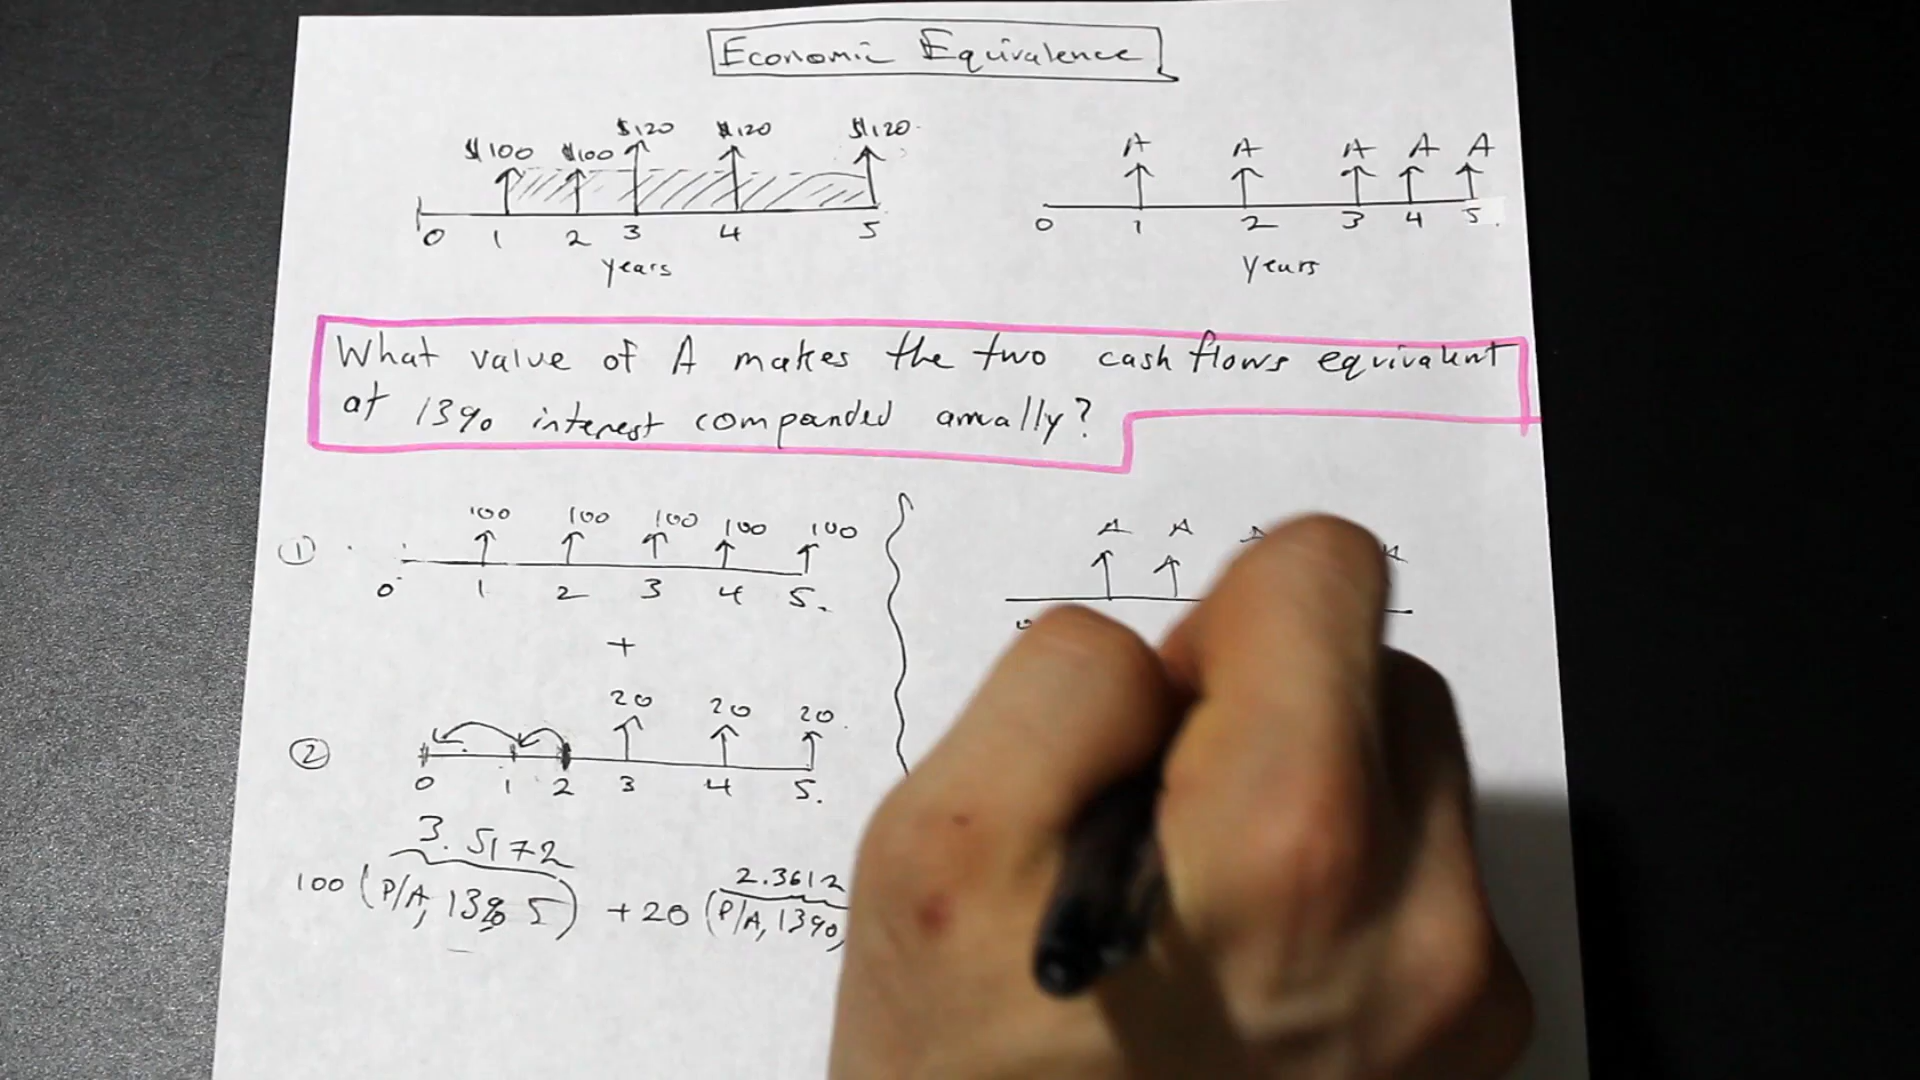 Economic Equivalence
$100 $100 $120 $120 $120
0 1 2 3 4 5
years
A A A A A
0 1 2 3 4 5
years
What value of A makes the two cash flows equivalent
at 13% interest compounded anually?
① 100 100 100 100 100
0 1 2 3 4 5
+
② 20 20 20
0 1 2 3 4 5
3.5172
100 (P/A, 13% 5) + 20 (P/A, 13%,
2.3612
A A
0